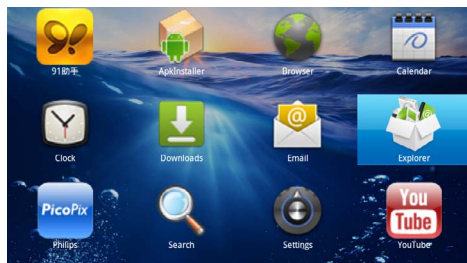 91助手
ApkInstaller
Browser
Calendar
Clock
Downloads
@
Email
Explorer
PicoPix
Philips
Search
Settings
You
Tube
YouTube